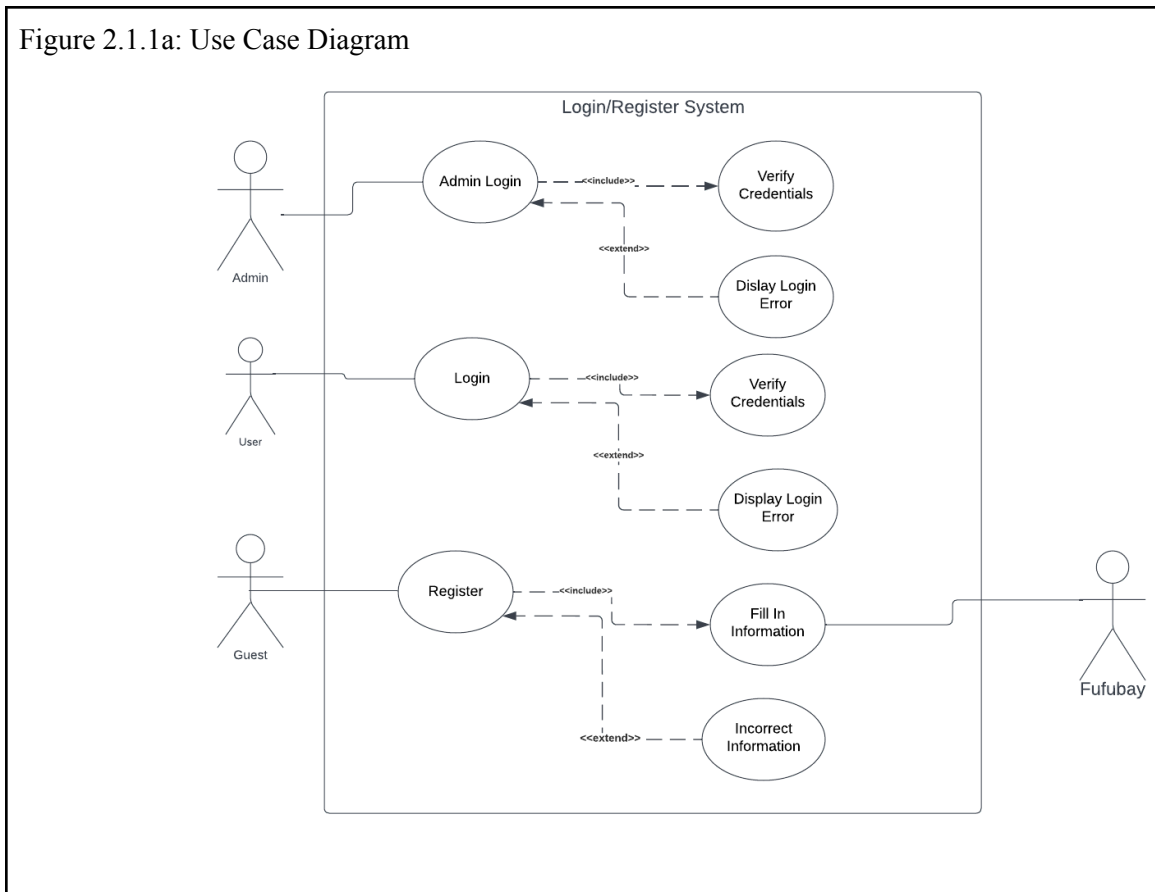 Figure 2.1.1a: Use Case Diagram
Login/Register System
Admin Login
<<include>>
Verify
Credentials
Admin
<<extend>>
Dislay Login
Error
User
Login
<<include>>
Verify
Credentials
<<extend>>
Display Login
Error
Guest
Register
<<include>>
Fill In
Information
Fufubay
<<extend>>
Incorrect
Information